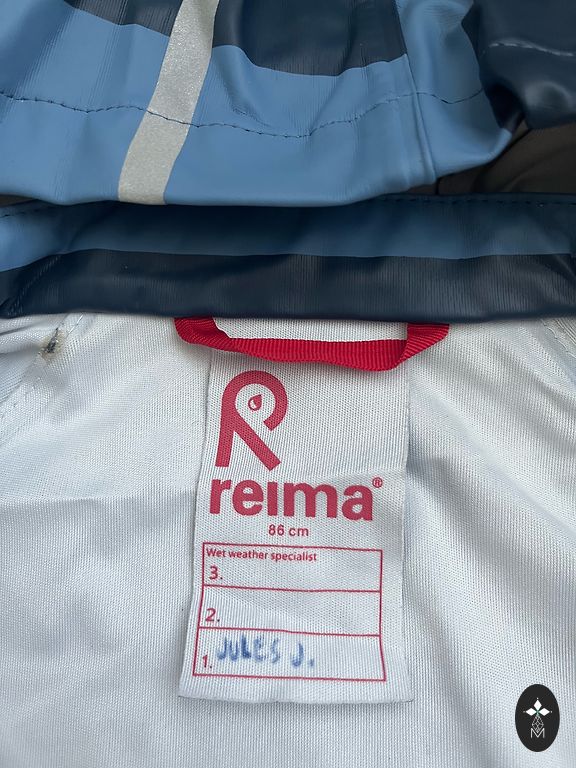 reima®
86 cm
Wet weather specialist
3.
2.
1. JULES J.